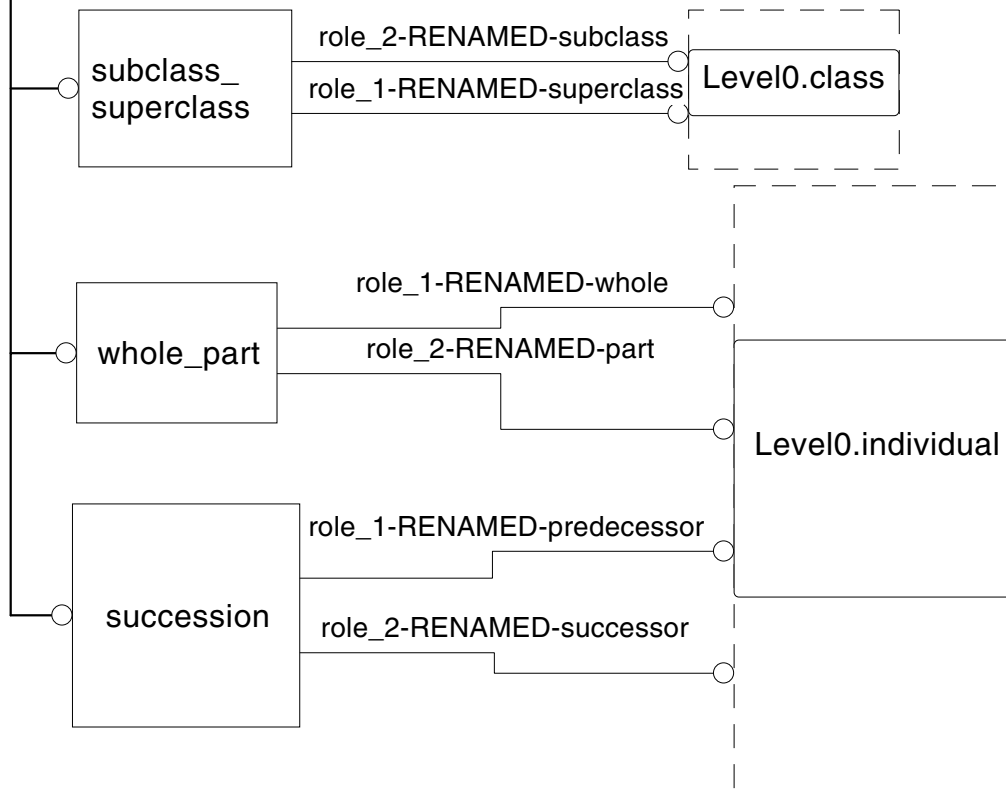 role_2-RENAMED-subclass
subclass_
superclass
role_1-RENAMED-superclass
Level0.class
role_1-RENAMED-whole
whole_part
role_2-RENAMED-part
Level0.individual
role_1-RENAMED-predecessor
succession
role_2-RENAMED-successor